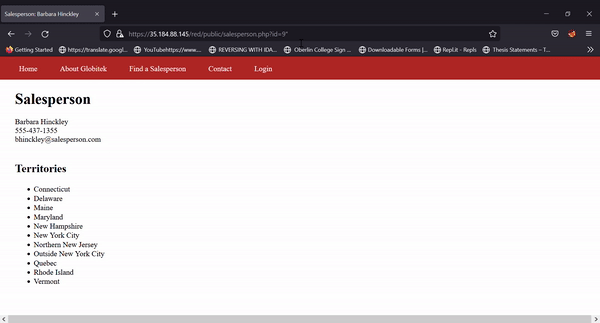 Salesperson: Barbara Hinckley
https://35.184.88.145/red/public/salesperson.php?id=9"
Getting Started https://translate.googl... YouTubehttps://www.... REVERSING WITH IDA... Oberlin College Sign ... Downloadable Forms |... Repl.it - Repls Thesis Statements – T...
Home About Globitek Find a Salesperson Contact Login
Salesperson
Barbara Hinckley
555-437-1355
bhinckley@salesperson.com
Territories
Connecticut
Delaware
Maine
Maryland
New Hampshire
New York City
Northern New Jersey
Outside New York City
Quebec
Rhode Island
Vermont